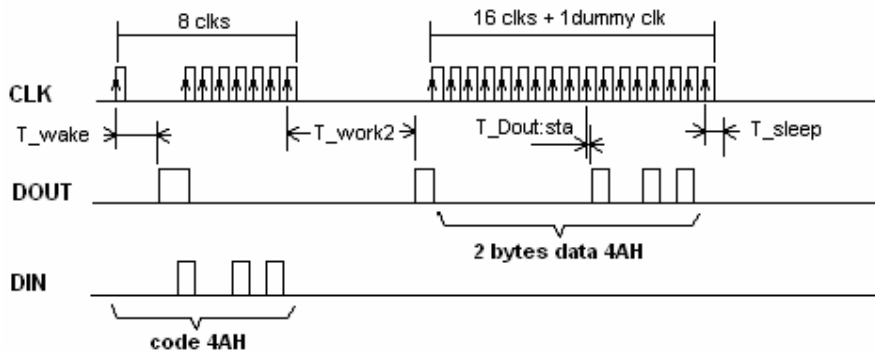 8 clks
16 clks + 1dummy clk
CLK
T_wake
T_work2
T_Dout:sta
T_sleep
DOUT
2 bytes data 4AH
DIN
code 4AH